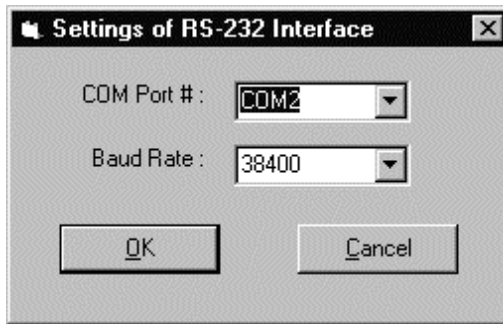 Settings of RS-232 Interface
COM Port # : COM2
Baud Rate : 38400
OK Cancel